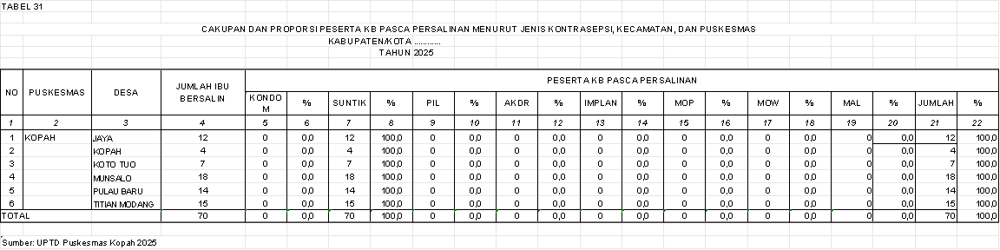 TABEL 31
CAKUPAN DAN PROPORSI PESERTA KB PASCA PERSALINAN MENURUT JENIS KONTRASEPSI, KECAMATAN, DAN PUSKESMAS
KABUPATEN/KOTA ............
TAHUN 2025
NO PUSKESMAS DESA JUMLAH IBU BERSALIN PESERTA KB PASCA PERSALINAN
KONDOM % SUNTIK % PIL % AKDR % IMPLAN % MOP % MOW % MAL % JUMLAH %
1 2 3 4 5 6 7 8 9 10 11 12 13 14 15 16 17 18 19 20 21 22
1 KOPAH JAYA 12 0 0,0 12 100,0 0 0,0 0 0,0 0 0,0 0 0,0 0 0,0 0 0,0 12 100,0
2 KOPAH 4 0 0,0 4 100,0 0 0,0 0 0,0 0 0,0 0 0,0 0 0,0 0 0,0 4 100,0
3 KOTO TUO 7 0 0,0 7 100,0 0 0,0 0 0,0 0 0,0 0 0,0 0 0,0 0 0,0 7 100,0
4 MUNSALO 18 0 0,0 18 100,0 0 0,0 0 0,0 0 0,0 0 0,0 0 0,0 0 0,0 18 100,0
5 PULAU BARU 14 0 0,0 14 100,0 0 0,0 0 0,0 0 0,0 0 0,0 0 0,0 0 0,0 14 100,0
6 TITIAN MODANG 15 0 0,0 15 100,0 0 0,0 0 0,0 0 0,0 0 0,0 0 0,0 0 0,0 15 100,0
TOTAL 70 0 0,0 70 100,0 0 0,0 0 0,0 0 0,0 0 0,0 0 0,0 0 0,0 70 100,0
Sumber: UPTD Puskesmas Kopah 2025